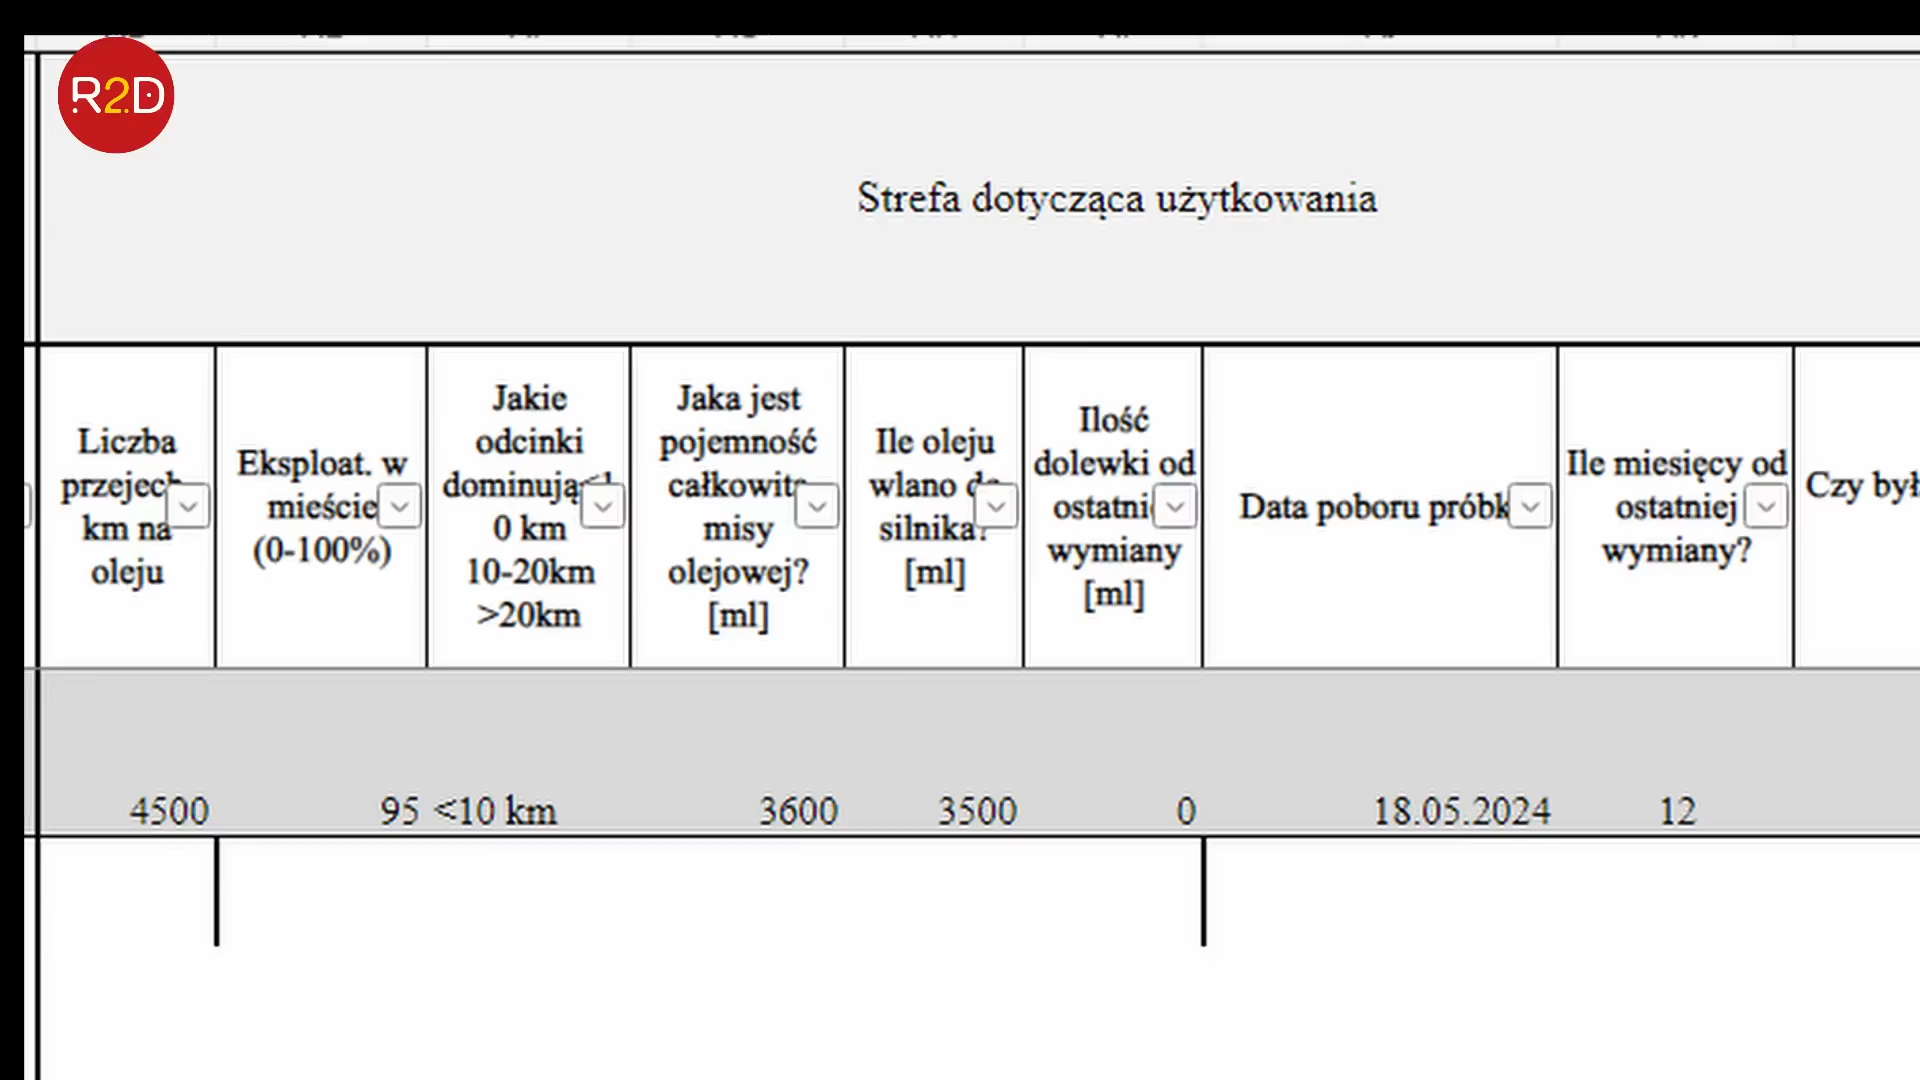 R2D
Strefa dotycząca użytkowania
Liczba
przejech
km na
oleju
Eksploat. w
mieście
(0-100%)
Jakie
odcinki
dominują<1
0 km
10-20km
>20km
Jaka jest
pojemność
całkowita
misy
olejowej?
[ml]
Ile oleju
wlano do
silnika?
[ml]
Ilość
dolewki od
ostatni
wymiany
[ml]
Data poboru próbk
Ile miesięcy od
ostatniej
wymiany?
Czy był
4500 95 <10 km 3600 3500 0 18.05.2024 12